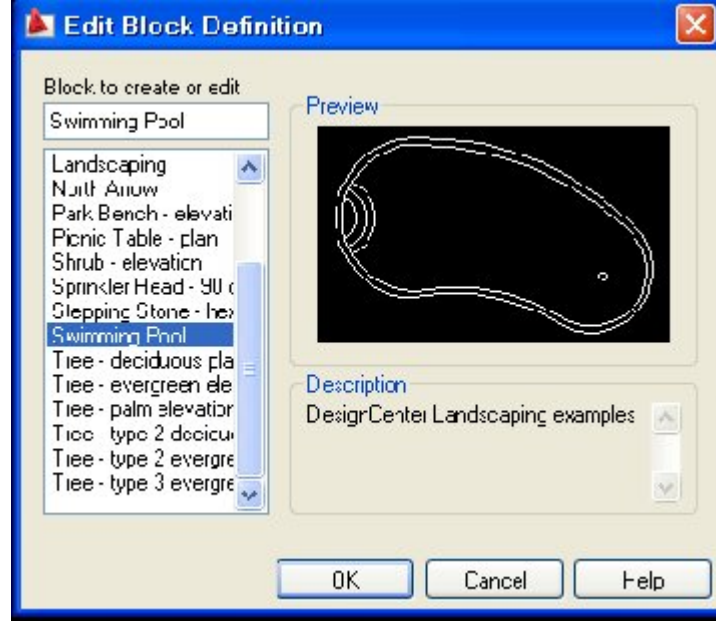 Edit Block Definition
Block to create or edit
Swimming Pool
Landscaping
North Arrow
Park Bench - elevati
Picnic Table - plan
Shrub - elevation
Sprinkler Head - 90 d
Stepping Stone - hex
Swimming Pool
Tree - deciduous pla
Tree - evergreen ele
Tree - palm elevation
Tree - type 2 deciduo
Tree - type 2 evergre
Tree - type 3 evergre
Preview
Description
DesignCenter Landscaping examples
OK
Cancel
Help